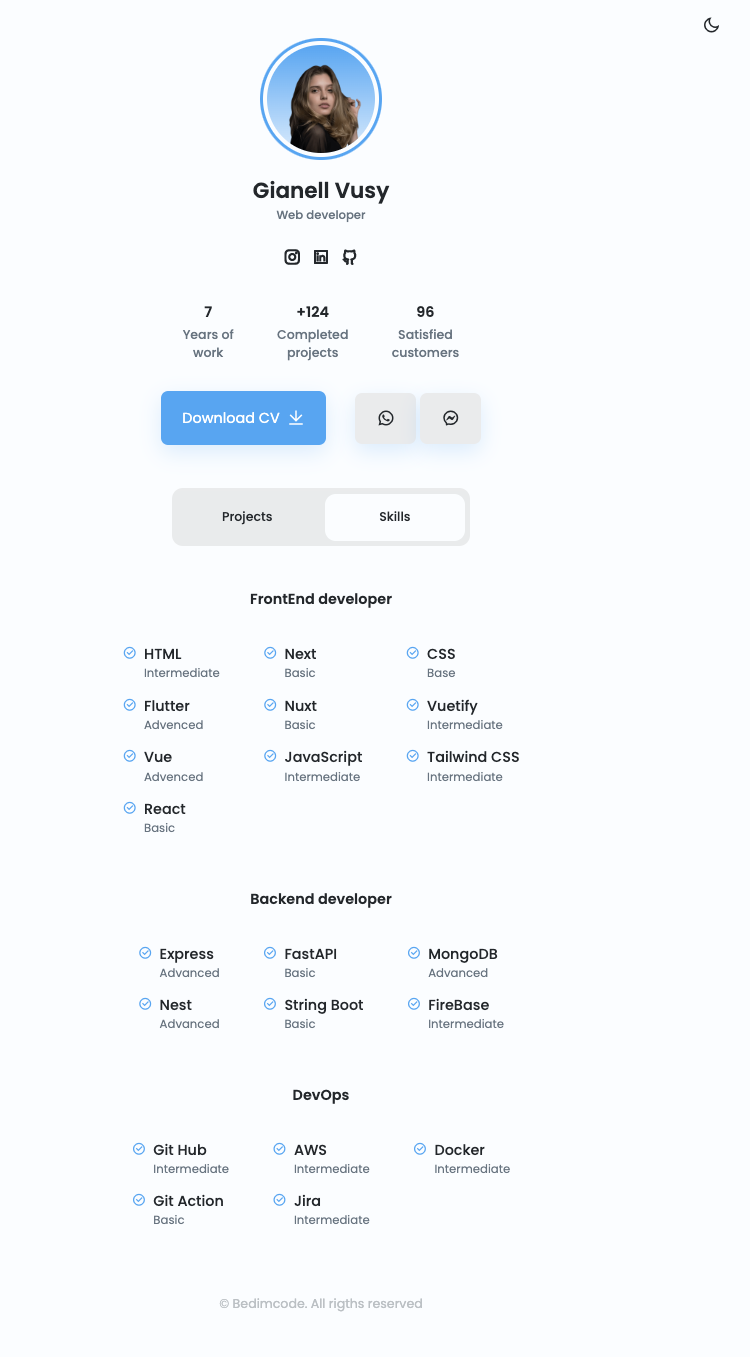 Gianell Vusy
Web developer
7
Years of
work
+124
Completed
projects
96
Satisfied
customers
Download CV
Projects
Skills
FrontEnd developer
HTML
Intermediate
Next
Basic
CSS
Base
Flutter
Advenced
Nuxt
Basic
Vuetify
Intermediate
Vue
Advenced
JavaScript
Intermediate
Tailwind CSS
Intermediate
React
Basic
Backend developer
Express
Advanced
FastAPI
Basic
MongoDB
Advanced
Nest
Advanced
String Boot
Basic
FireBase
Intermediate
DevOps
Git Hub
Intermediate
AWS
Intermediate
Docker
Intermediate
Git Action
Basic
Jira
Intermediate
© Bedimcode. All rigths reserved